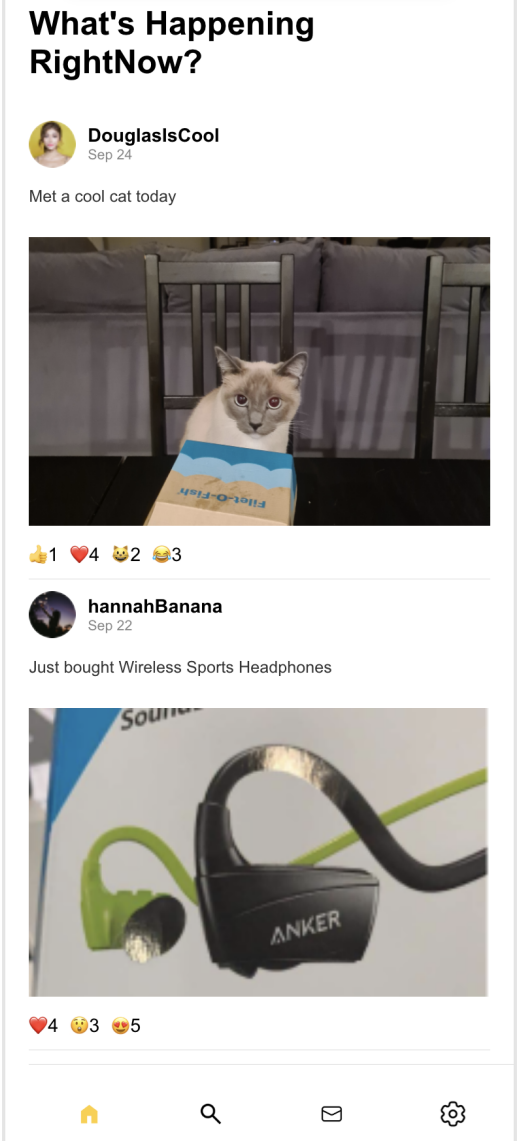 What's Happening
RightNow?
DouglasIsCool
Sep 24
Met a cool cat today
Filet-O-Fish
👍1 ❤️4 😺2 😂3
hannahBanana
Sep 22
Just bought Wireless Sports Headphones
ANKER
❤️4 😲3 😍5